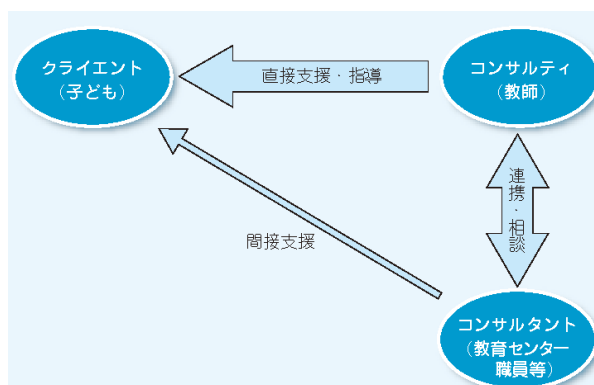 クライエント
（子ども）
直接支援・指導
コンサルティ
（教師）
連携・相談
間接支援
コンサルタント
（教育センター
職員等）